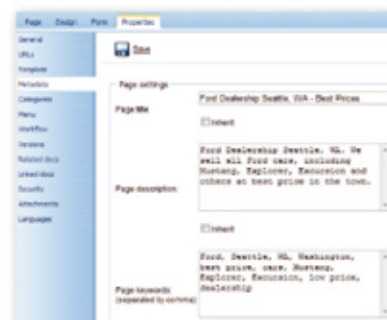 Page Design Form Properties
General
URLs
Template
Metadata
Categories
Menu
Workflow
Versions
Related docs
Linked docs
Security
Attachments
Languages
Save
Page settings
Page title
Ford Dealership Seattle, WA - Best Prices
Inherit
Page description:
Ford Dealership Seattle, WA. We
sell all Ford cars, including
Mustang, Explorer, Excursion and
others at best price in the town.
Inherit
Page keywords:
(separated by comma)
Ford, Seattle, WA, Washington,
best price, cars, Mustang,
Explorer, Excursion, low price,
dealership